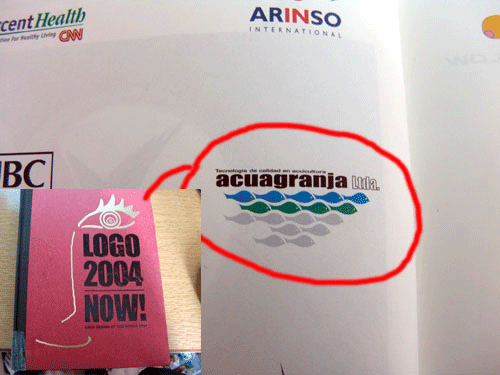 cent Health
tion For Healthy Living CNN
ARINSO
INTERNATIONAL
BC
Tecnología de calidad en acuicultura
acuagranja Ltda.
LOGO
2004
NOW!